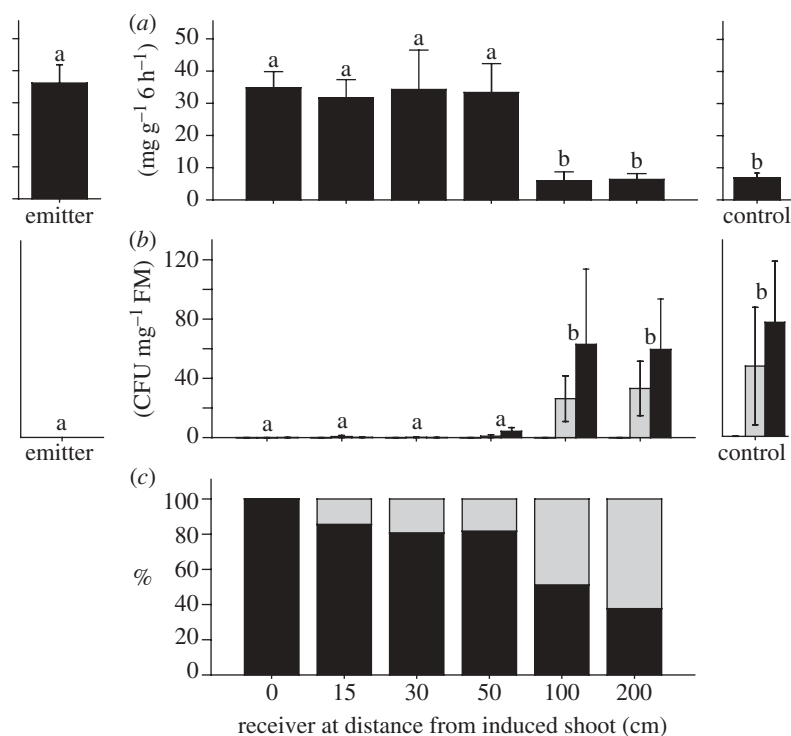 (a)
50
40
30
20
10
0
(mg g⁻¹ 6 h⁻¹)
a
a
a
a
a
b
b
b
emitter
control
(b)
120
80
40
0
(CFU mg⁻¹ FM)
a
a
a
a
a
b
b
b
emitter
control
(c)
100
80
60
40
20
0
%
0 15 30 50 100 200
receiver at distance from induced shoot (cm)